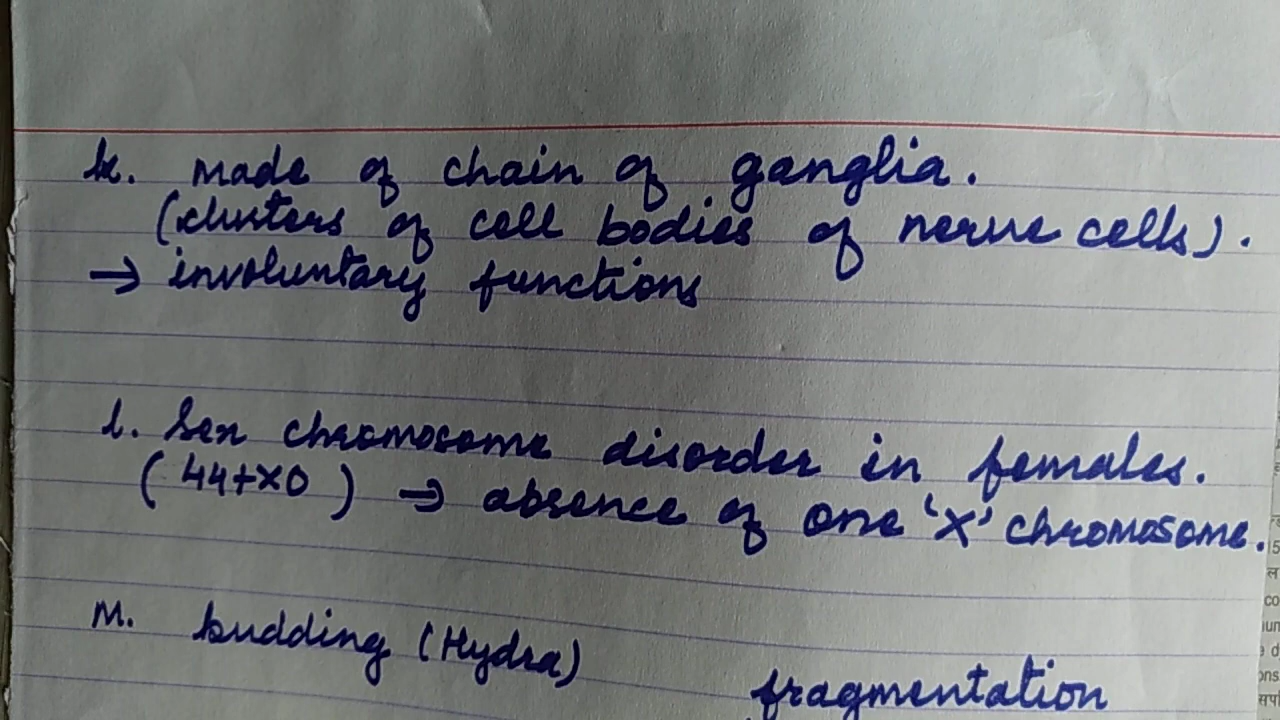 k. made of chain of ganglia.
(clusters of cell bodies of nerve cells).
→ involuntary functions
l. Sex chromosome disorder in females.
(44+XO) → absence of one 'X' chromosome.
M. budding (Hydra)
fragmentation